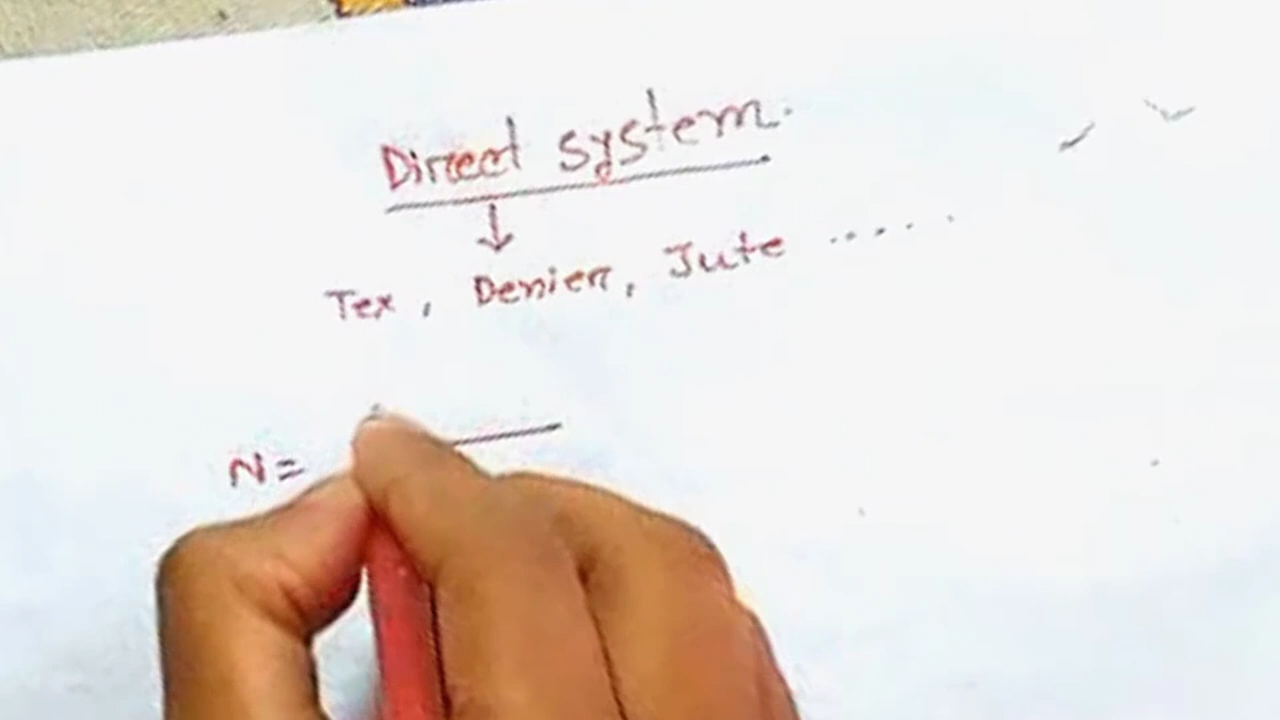 Direct system.
Tex, Denier, Jute .....
N=